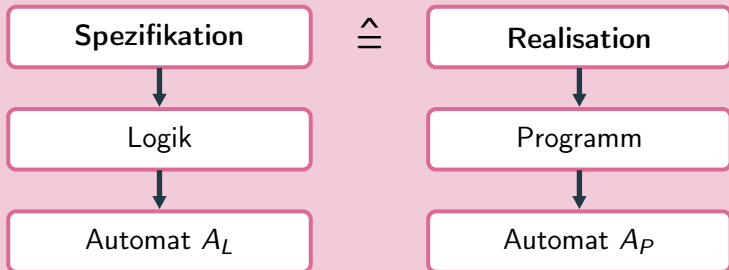 Spezifikation ≙ Realisation
Logik Programm
Automat A_L Automat A_P